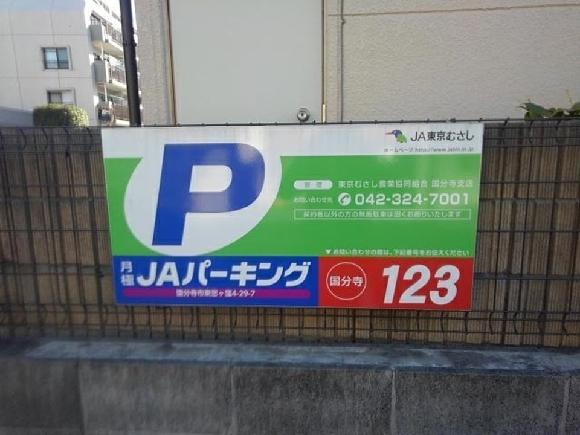 P
JA東京むさし
ホームページ http://www.jatm.or.jp
管理 東京むさし農業協同組合 国分寺支店
お問い合わせ先 042-324-7001
契約者以外の方の無断駐車は固くお断りいたします
▼お問い合わせの際は、下記番号をお伝えください
月極 JAパーキング
国分寺市東恋ヶ窪4-29-7
国分寺 123